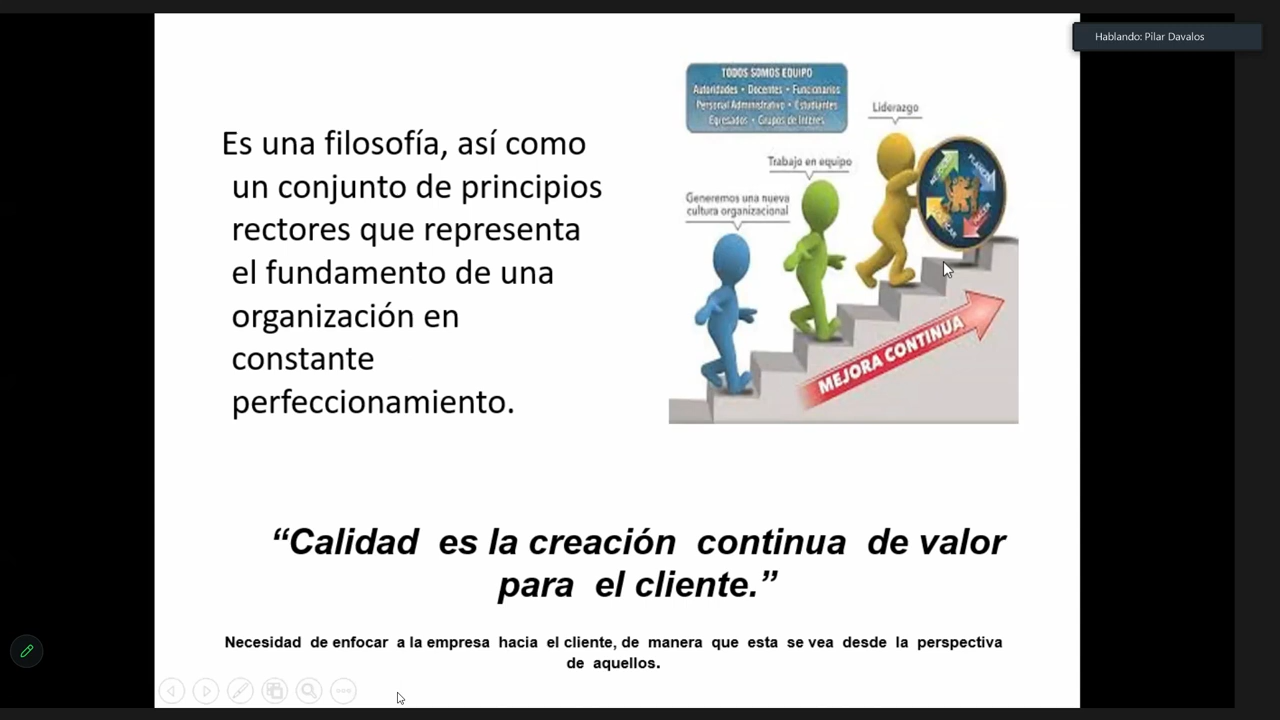 Hablando: Pilar Davalos
TODOS SOMOS EQUIPO
Autoridades • Docentes • Funcionarios
Personal Administrativo • Estudiantes
Egresados • Grupos de Interés
Liderazgo
Trabajo en equipo
Generemos una nueva
cultura organizacional
Es una filosofía, así como
un conjunto de principios
rectores que representa
el fundamento de una
organización en
constante
perfeccionamiento.
HACER
MEJORA CONTINUA
“Calidad es la creación continua de valor
para el cliente.”
Necesidad de enfocar a la empresa hacia el cliente, de manera que esta se vea desde la perspectiva
de aquellos.